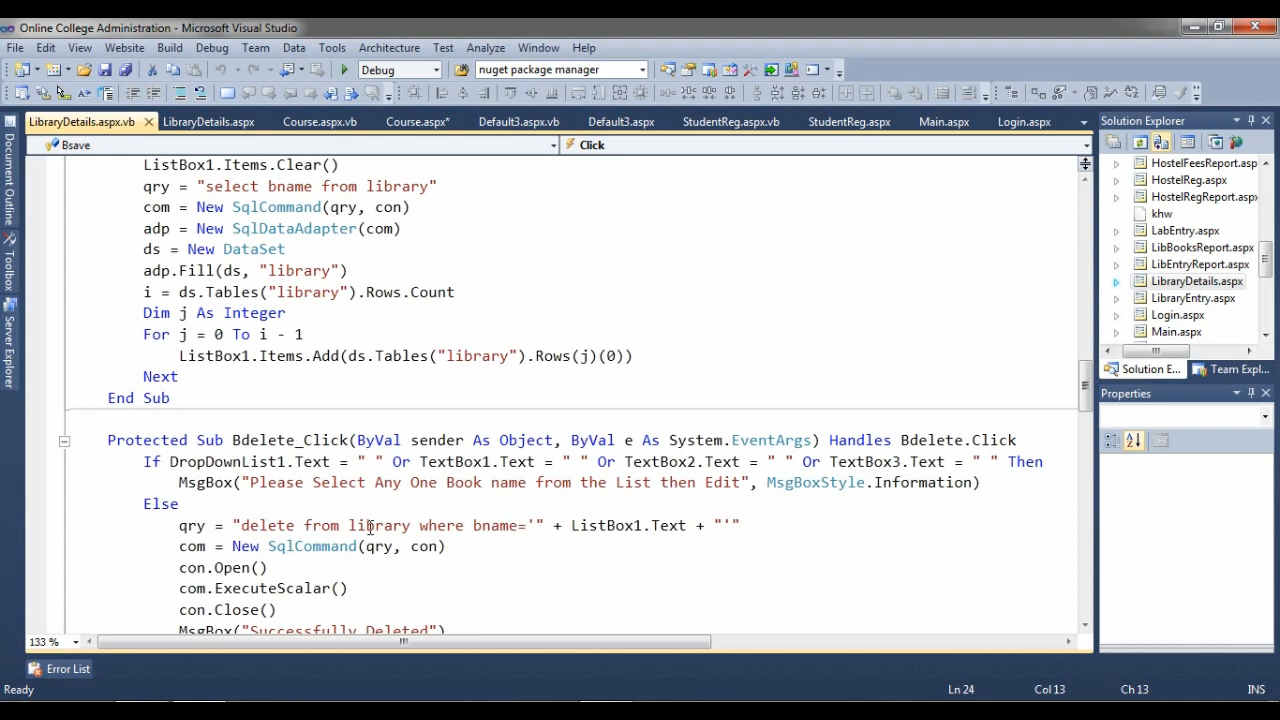 Online College Administration - Microsoft Visual Studio
File Edit View Website Build Debug Team Data Tools Architecture Test Analyze Window Help
Debug nuget package manager
LibraryDetails.aspx.vb LibraryDetails.aspx Course.aspx.vb Course.aspx* Default3.aspx.vb Default3.aspx StudentReg.aspx.vb StudentReg.aspx Main.aspx Login.aspx
Bsave Click
ListBox1.Items.Clear()
qry = "select bname from library"
com = New SqlCommand(qry, con)
adp = New SqlDataAdapter(com)
ds = New DataSet
adp.Fill(ds, "library")
i = ds.Tables("library").Rows.Count
Dim j As Integer
For j = 0 To i - 1
ListBox1.Items.Add(ds.Tables("library").Rows(j)(0))
Next
End Sub
Protected Sub Bdelete_Click(ByVal sender As Object, ByVal e As System.EventArgs) Handles Bdelete.Click
If DropDownList1.Text = " " Or TextBox1.Text = " " Or TextBox2.Text = " " Or TextBox3.Text = " " Then
MsgBox("Please Select Any One Book name from the List then Edit", MsgBoxStyle.Information)
Else
qry = "delete from library where bname='" + ListBox1.Text + "'"
com = New SqlCommand(qry, con)
con.Open()
com.ExecuteScalar()
con.Close()
MsgBox("Successfully Deleted")
133 %
Document Outline
Toolbox
Server Explorer
Solution Explorer
HostelFeesReport.asp
HostelReg.aspx
HostelRegReport.aspx
khw
LabEntry.aspx
LibBooksReport.aspx
LibEntryReport.aspx
LibraryDetails.aspx
LibraryEntry.aspx
Login.aspx
Main.aspx
Solution E... Team Expl...
Properties
Error List
Ready Ln 24 Col 13 Ch 13 INS